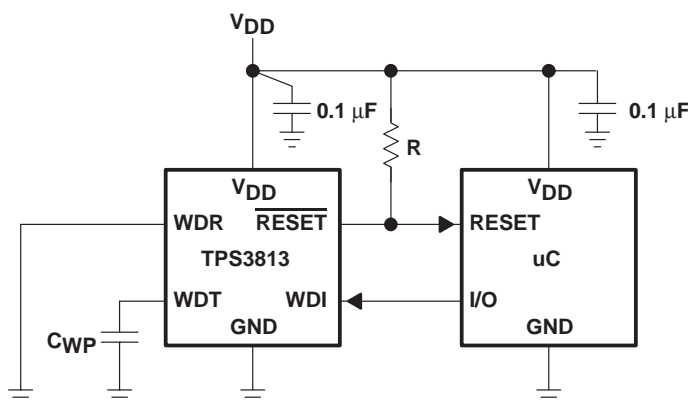 VDD
0.1 μF
0.1 μF
R
VDD
VDD
WDR
RESET
RESET
TPS3813
uC
WDT
WDI
I/O
CWP
GND
GND